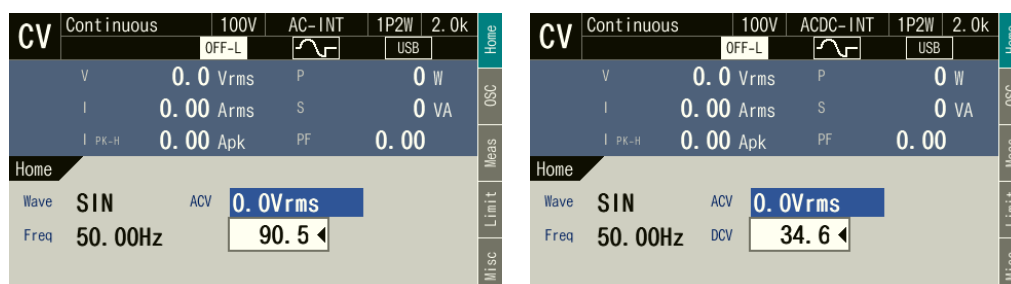 CV Continuous 100V AC-INT 1P2W 2.0k Home
OFF-L USB
V 0.0 Vrms P 0 W
OSC
I 0.00 Arms S 0 VA
I PK-H 0.00 Apk PF 0.00
Meas
Home
Wave SIN ACV 0.0Vrms
Limit
Freq 50.00Hz 90.5
Misc
CV Continuous 100V ACDC-INT 1P2W 2.0k Home
OFF-L USB
V 0.0 Vrms P 0 W
OSC
I 0.00 Arms S 0 VA
I PK-H 0.00 Apk PF 0.00
Meas
Home
Wave SIN ACV 0.0Vrms
Limit
Freq 50.00Hz DCV 34.6
Misc